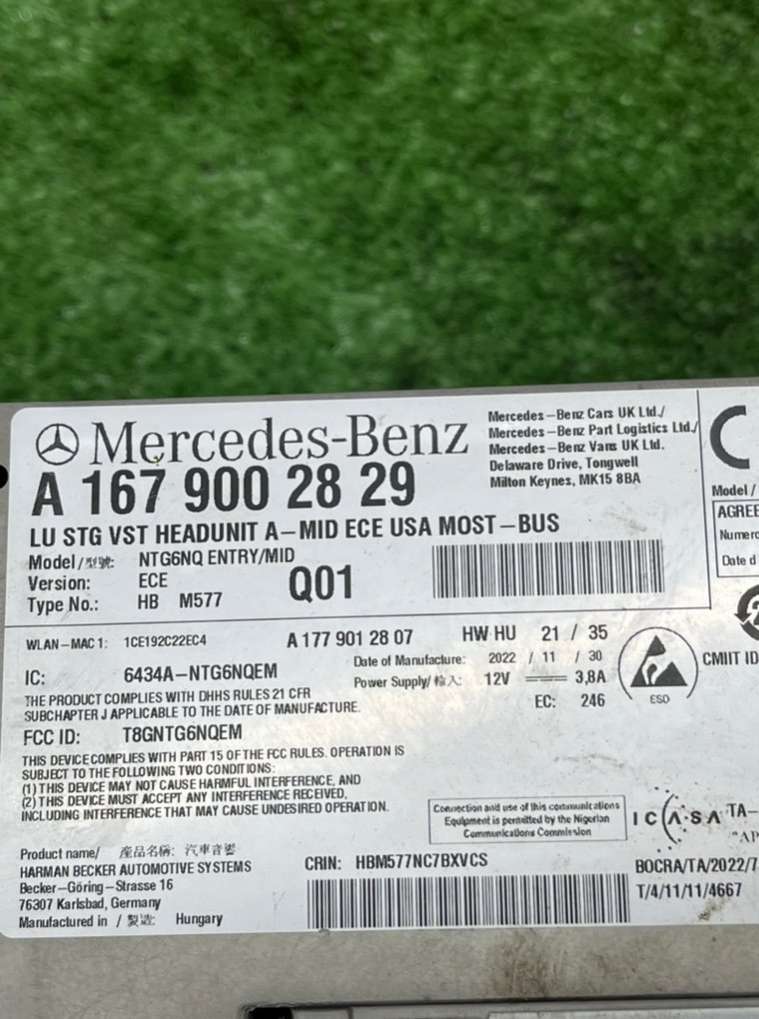 Mercedes-Benz
A 167 900 28 29
LU STG VST HEADUNIT A-MID ECE USA MOST-BUS
Model/型號: NTG6NQ ENTRY/MID
Version: ECE
Type No.: HB M577
Q01
Mercedes-Benz Cars UK Ltd./
Mercedes-Benz Part Logistics Ltd./
Mercedes-Benz Vans UK Ltd.
Delaware Drive, Tongwell
Milton Keynes, MK15 8BA
C
Model /
AGREE
Numero
Date d
WLAN-MAC 1: 1CE192C22EC4
A 177 901 28 07
HW HU 21 / 35
IC: 6434A-NTG6NQEM
Date of Manufacture: 2022 / 11 / 30
Power Supply/ 輸入: 12V 3,8A
EC: 246
ESD
CMIIT ID
THE PRODUCT COMPLIES WITH DHHS RULES 21 CFR
SUBCHAPTER J APPLICABLE TO THE DATE OF MANUFACTURE.
FCC ID: T8GNTG6NQEM
THIS DEVICE COMPLIES WITH PART 15 OF THE FCC RULES. OPERATION IS
SUBJECT TO THE FOLLOWING TWO CONDITIONS:
(1) THIS DEVICE MAY NOT CAUSE HARMFUL INTERFERENCE, AND
(2) THIS DEVICE MUST ACCEPT ANY INTERFERENCE RECEIVED,
INCLUDING INTERFERENCE THAT MAY CAUSE UNDESIRED OPERATION.
Connection and use of this communications
Equipment is permitted by the Nigerian
Communications Commission
ICASA
TA-
"AP
Product name/ 產品名稱: 汽車音響
HARMAN BECKER AUTOMOTIVE SYSTEMS
Becker-Göring-Strasse 16
76307 Karlsbad, Germany
Manufactured in / 製造: Hungary
CRIN: HBM577NC7BXVCS
BOCRA/TA/2022/7
T/4/11/11/4667